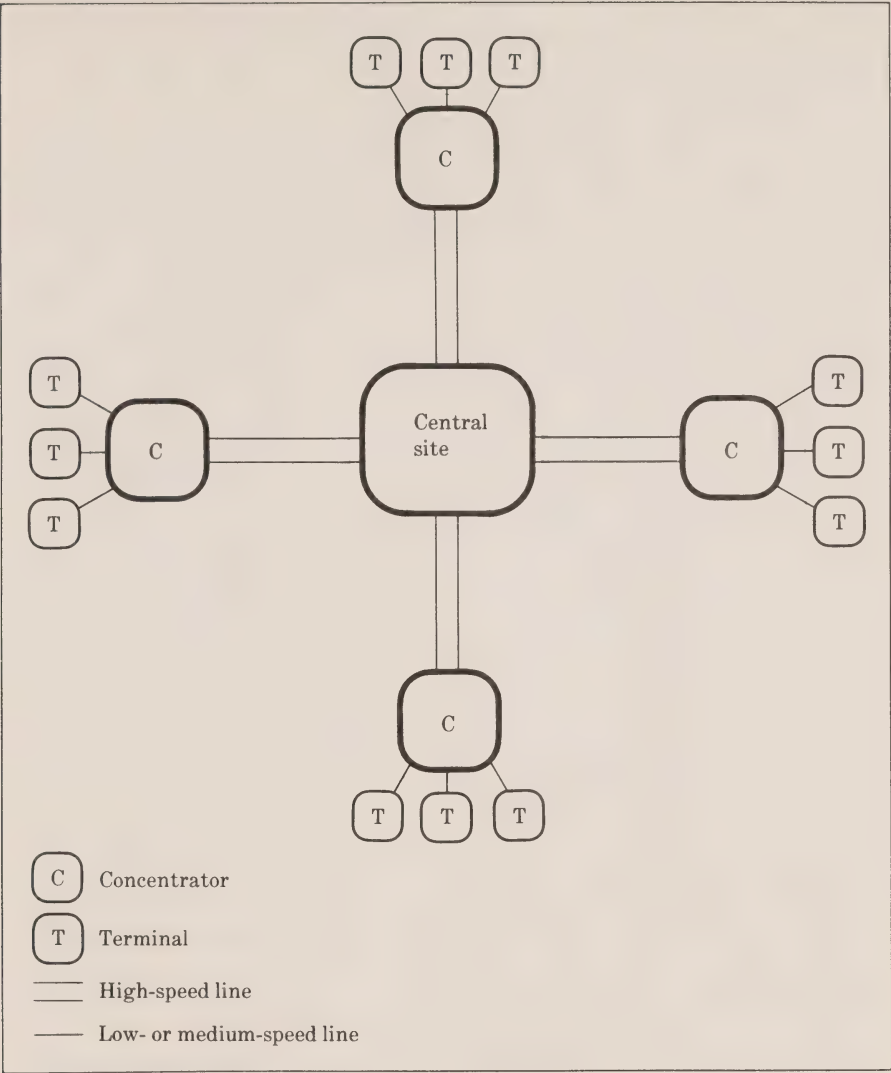 T T T
C
T
T
T
C
Central
site
C
T
T
T
C
T T T
C Concentrator
T Terminal
High-speed line
Low- or medium-speed line